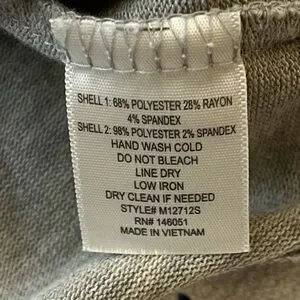 SHELL 1: 68% POLYESTER 28% RAYON
4% SPANDEX
SHELL 2: 98% POLYESTER 2% SPANDEX
HAND WASH COLD
DO NOT BLEACH
LINE DRY
LOW IRON
DRY CLEAN IF NEEDED
STYLE# M12712S
RN# 146051
MADE IN VIETNAM